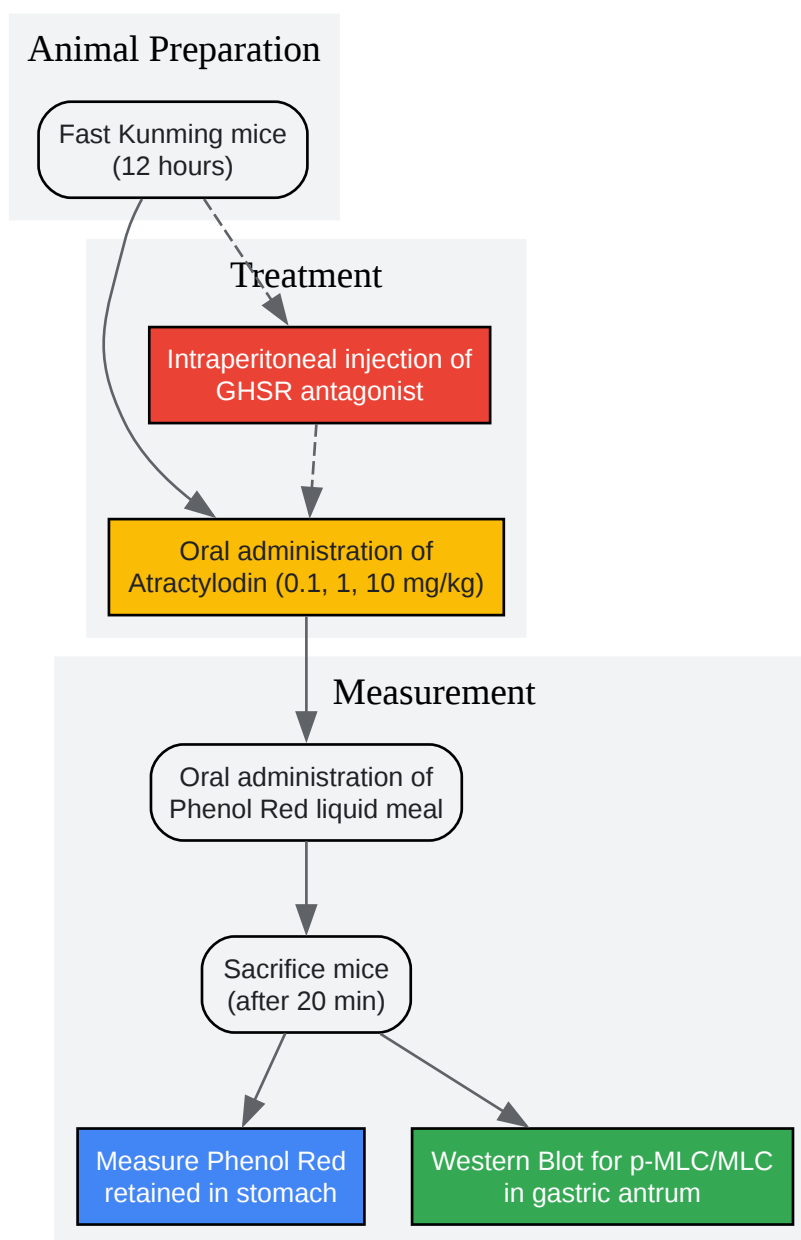 Animal Preparation
Fast Kunming mice
(12 hours)
Treatment
Intraperitoneal injection of
GHSR antagonist
Oral administration of
Atractylodin (0.1, 1, 10 mg/kg)
Measurement
Oral administration of
Phenol Red liquid meal
Sacrifice mice
(after 20 min)
Measure Phenol Red
retained in stomach
Western Blot for p-MLC/MLC
in gastric antrum